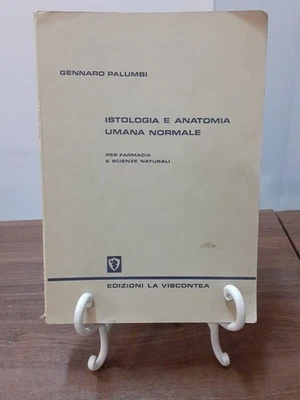 GENNARO PALUMBI
ISTOLOGIA E ANATOMIA
UMANA NORMALE
PER FARMACIA
E SCIENZE NATURALI
EDIZIONI LA VISCONTEA